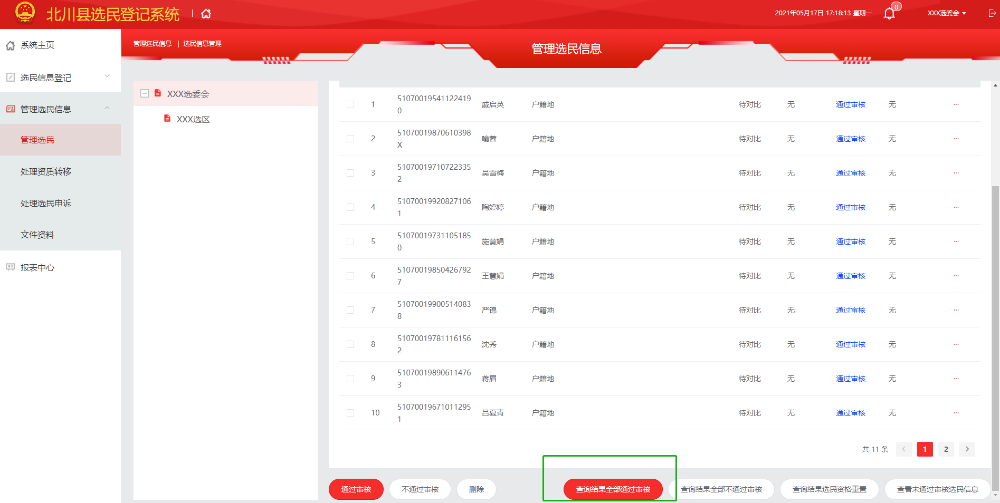 北川县选民登记系统
2021年05月17日 17:18:13 星期一
0
XXX选委会
系统主页
选民信息登记
管理选民信息
管理选民
处理资质转移
处理选民申诉
文件资料
报表中心
管理选民信息 | 选民信息管理
管理选民信息
XXX选委会
XXX选区
1 510700195411224190 戚启英 户籍地 待对比 无 通过审核 无 ...
2 51070019870610398X 喻蓉 户籍地 待对比 无 通过审核 无 ...
3 510700197107223352 吴雪梅 户籍地 待对比 无 通过审核 无 ...
4 510700199208271061 陶婷婷 户籍地 待对比 无 通过审核 无 ...
5 510700197311051850 施慧娟 户籍地 待对比 无 通过审核 无 ...
6 510700198504267927 王慧娟 户籍地 待对比 无 通过审核 无 ...
7 510700199005140838 严锦 户籍地 待对比 无 通过审核 无 ...
8 510700197811161562 沈秀 户籍地 待对比 无 通过审核 无 ...
9 510700198906114763 蒋眉 户籍地 待对比 无 通过审核 无 ...
10 510700196710112951 吕夏青 户籍地 待对比 无 通过审核 无 ...
共 11 条 < 1 2 >
通过审核 不通过审核 删除 查询结果全部通过审核 查询结果全部不通过审核 查询结果选民资格重置 查看未通过审核选民信息